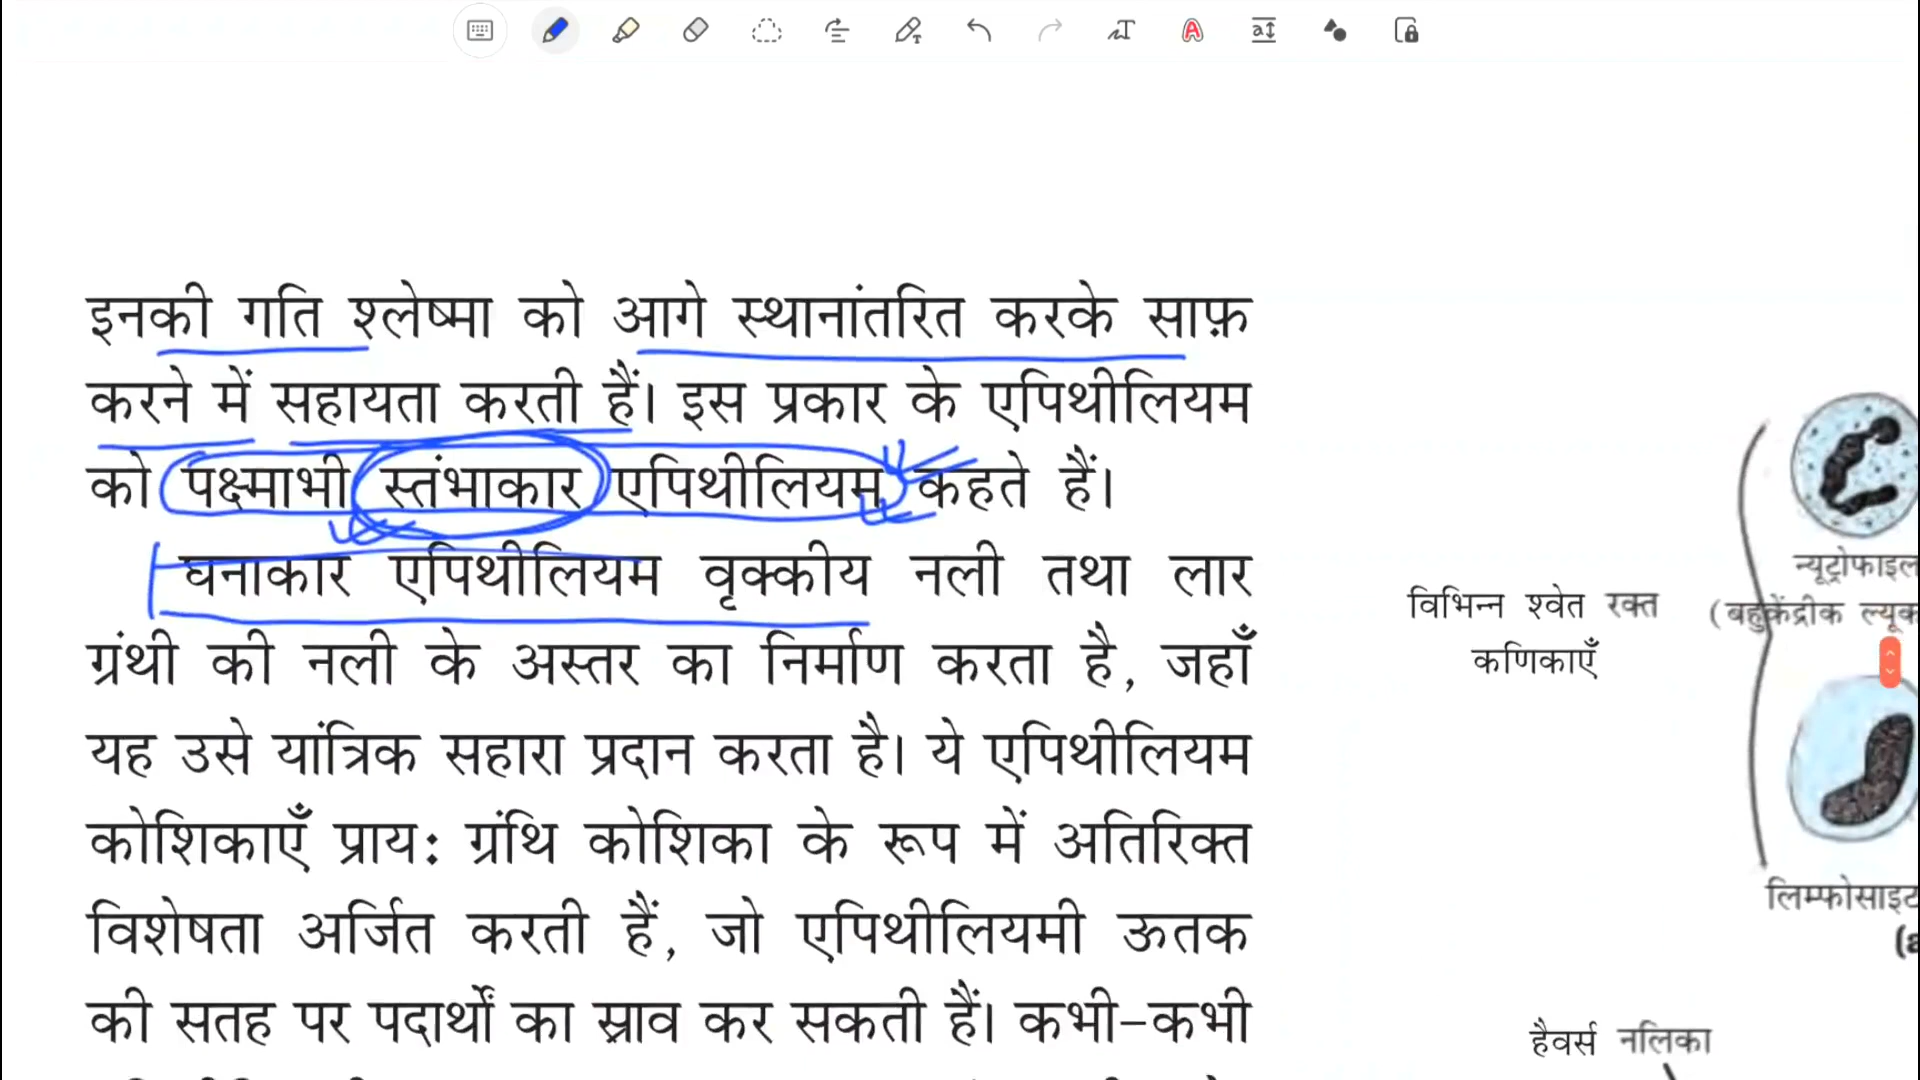 इनकी गति श्लेष्मा को आगे स्थानांतरित करके साफ़
करने में सहायता करती हैं। इस प्रकार के एपिथीलियम
को पक्ष्माभी स्तंभाकार एपिथीलियम कहते हैं।
घनाकार एपिथीलियम वृक्कीय नली तथा लार
ग्रंथी की नली के अस्तर का निर्माण करता है, जहाँ
यह उसे यांत्रिक सहारा प्रदान करता है। ये एपिथीलियम
कोशिकाएँ प्रायः ग्रंथि कोशिका के रूप में अतिरिक्त
विशेषता अर्जित करती हैं, जो एपिथीलियमी ऊतक
की सतह पर पदार्थों का स्राव कर सकती हैं। कभी-कभी
न्यूट्रोफाइल
विभिन्न श्वेत रक्त
कणिकाएँ
(बहुकेंद्रीक ल्यूक
लिम्फोसाइट
(a
हैवर्स नलिका